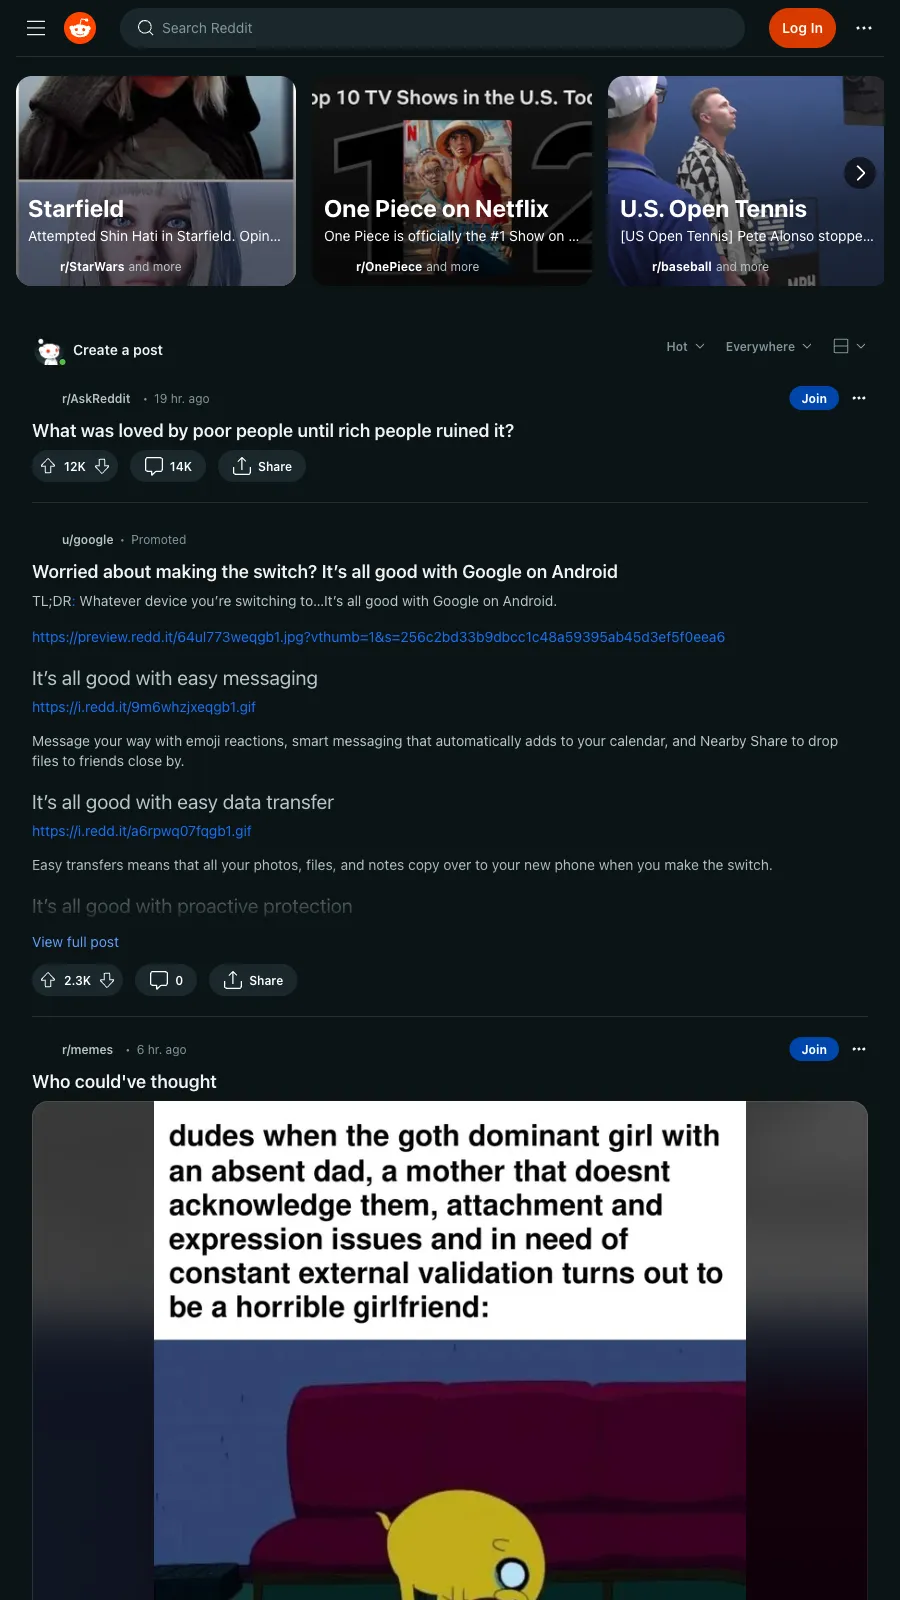 Search Reddit
Log In
op 10 TV Shows in the U.S. Too
Starfield
Attempted Shin Hati in Starfield. Opin...
r/StarWars and more
One Piece on Netflix
One Piece is officially the #1 Show on ...
r/OnePiece and more
U.S. Open Tennis
[US Open Tennis] Pete Alonso stoppe...
r/baseball and more
Create a post
Hot
Everywhere
r/AskReddit • 19 hr. ago
Join
What was loved by poor people until rich people ruined it?
12K
14K
Share
u/google • Promoted
Worried about making the switch? It’s all good with Google on Android
TL;DR: Whatever device you’re switching to...It’s all good with Google on Android.
https://preview.redd.it/64ul773weqgb1.jpg?vthumb=1&s=256c2bd33b9dbcc1c48a59395ab45d3ef5f0eea6
It’s all good with easy messaging
https://i.redd.it/9m6whzjxeqgb1.gif
Message your way with emoji reactions, smart messaging that automatically adds to your calendar, and Nearby Share to drop
files to friends close by.
It’s all good with easy data transfer
https://i.redd.it/a6rpwq07fqgb1.gif
Easy transfers means that all your photos, files, and notes copy over to your new phone when you make the switch.
It’s all good with proactive protection
View full post
2.3K
0
Share
r/memes • 6 hr. ago
Join
Who could've thought
dudes when the goth dominant girl with
an absent dad, a mother that doesnt
acknowledge them, attachment and
expression issues and in need of
constant external validation turns out to
be a horrible girlfriend: